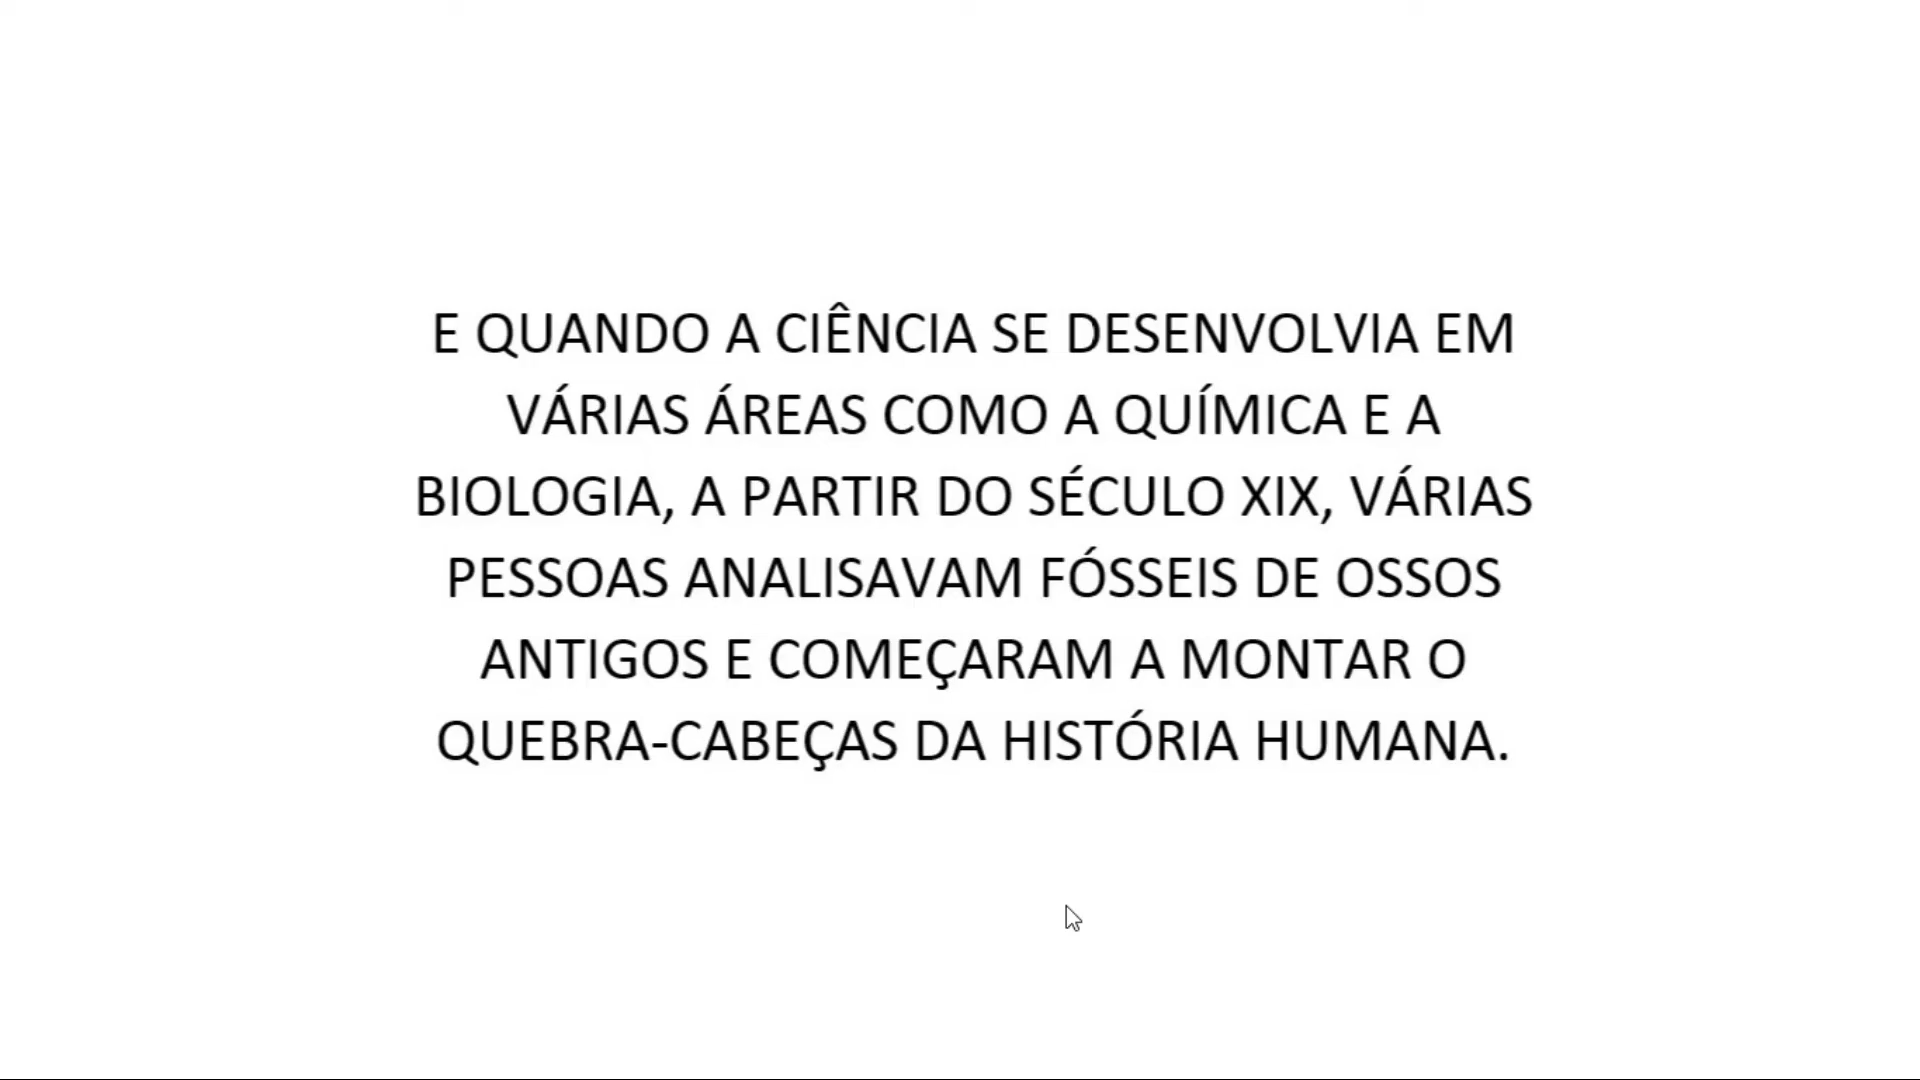 E QUANDO A CIÊNCIA SE DESENVOLVIA EM
VÁRIAS ÁREAS COMO A QUÍMICA E A
BIOLOGIA, A PARTIR DO SÉCULO XIX, VÁRIAS
PESSOAS ANALISAVAM FÓSSEIS DE OSSOS
ANTIGOS E COMEÇARAM A MONTAR O
QUEBRA-CABEÇAS DA HISTÓRIA HUMANA.